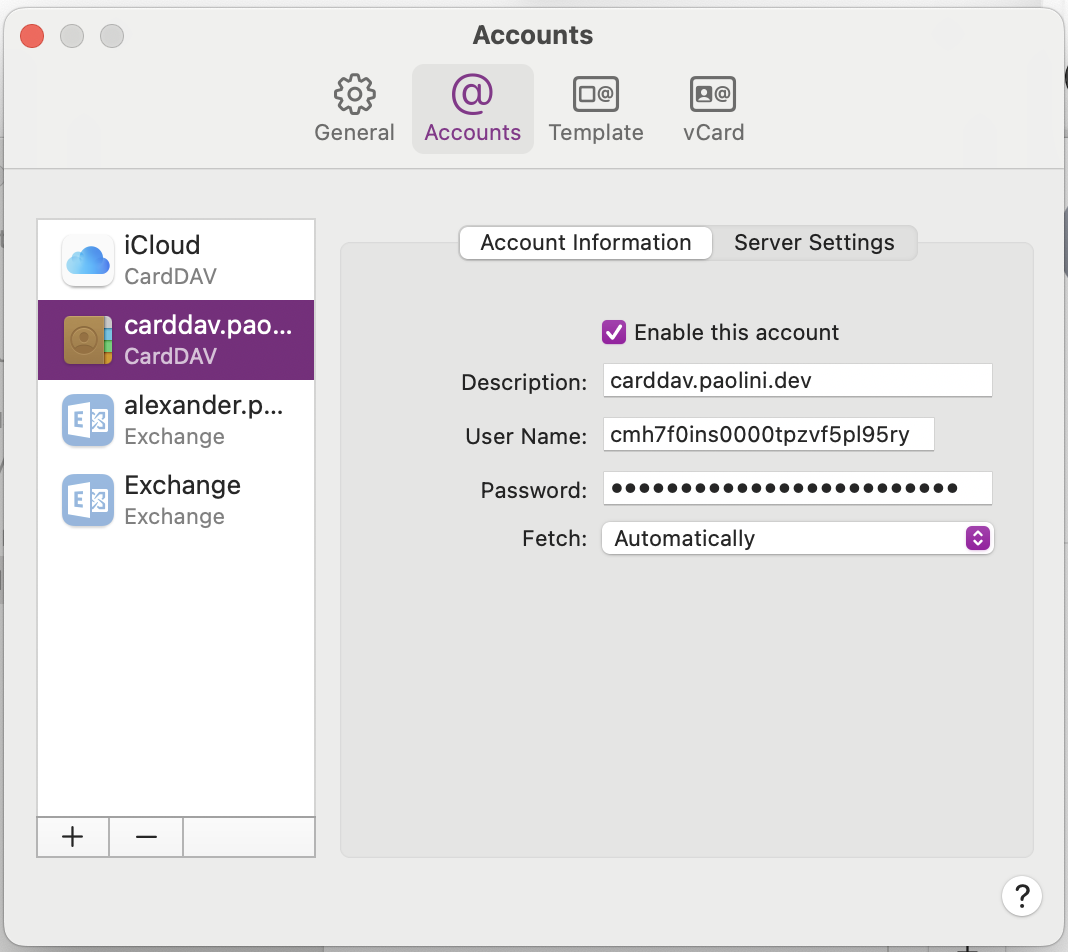 Accounts
General
Accounts
Template
vCard
iCloud
CardDAV
carddav.pao...
CardDAV
alexander.p...
Exchange
Exchange
Exchange
Account Information
Server Settings
Enable this account
Description: carddav.paolini.dev
User Name: cmh7f0ins0000tpzvf5pl95ry
Password: •••••••••••••••••••••••••
Fetch: Automatically